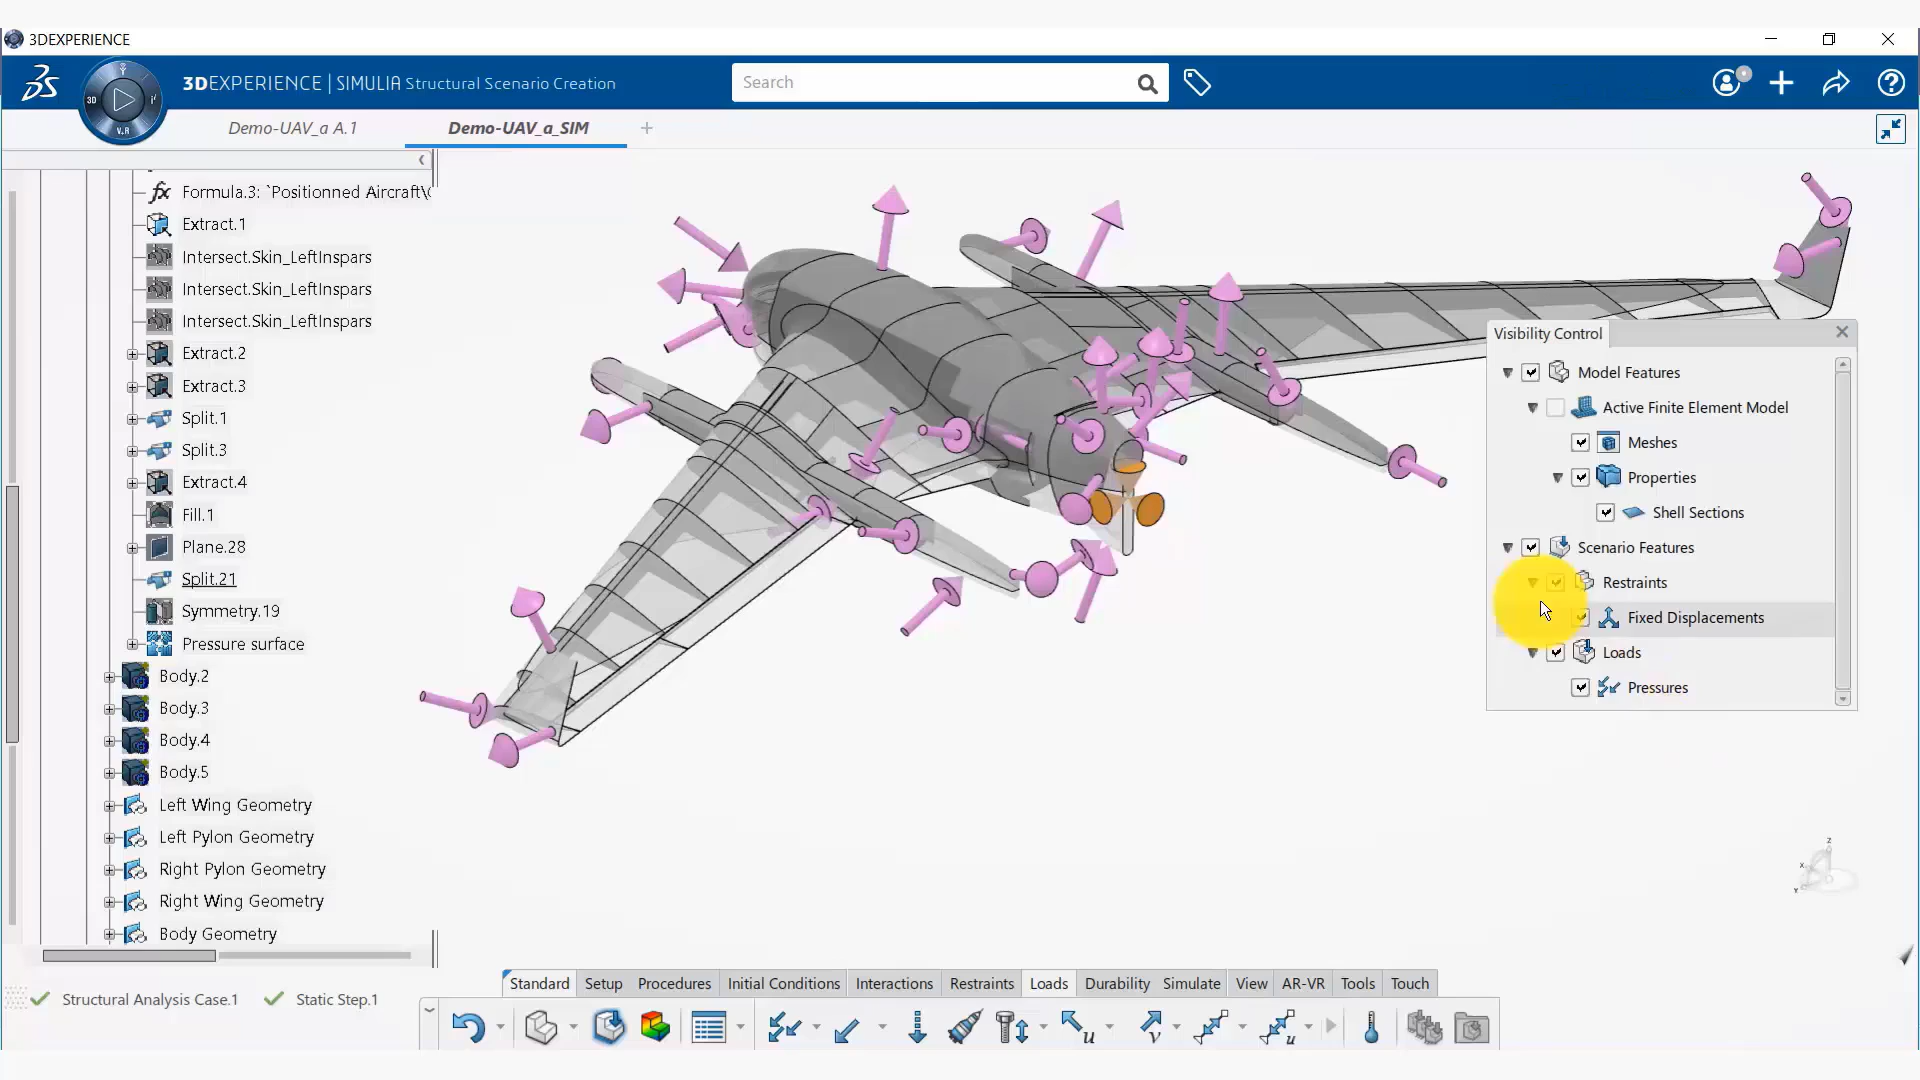 3DEXPERIENCE
3DEXPERIENCE | SIMULIA Structural Scenario Creation
Search
3D
V.R
Demo-UAV_a A.1
Demo-UAV_a_SIM
Formula.3: `Positionned Aircraft\
Extract.1
Intersect.Skin_LeftInspars
Intersect.Skin_LeftInspars
Intersect.Skin_LeftInspars
Extract.2
Extract.3
Split.1
Split.3
Extract.4
Fill.1
Plane.28
Split.21
Symmetry.19
Pressure surface
Body.2
Body.3
Body.4
Body.5
Left Wing Geometry
Left Pylon Geometry
Right Pylon Geometry
Right Wing Geometry
Body Geometry
Visibility Control
Model Features
Active Finite Element Model
Meshes
Properties
Shell Sections
Scenario Features
Restraints
Fixed Displacements
Loads
Pressures
Z
X
Y
Structural Analysis Case.1
Static Step.1
Standard Setup Procedures Initial Conditions Interactions Restraints Loads Durability Simulate View AR-VR Tools Touch